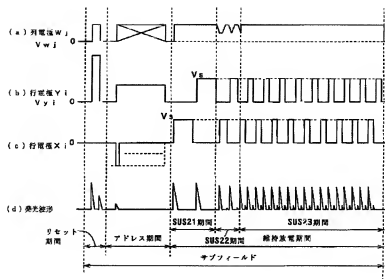 (a) 列電極Wj
Vwj 0
(b) 行電極Yi
Vyi 0
Vs
Vs
(c) 行電極Xi
0
(d) 発光波形
SUS21期間
SUS23期間
リセット期間
アドレス期間
SUS22期間
維持放電期間
サブフィールド